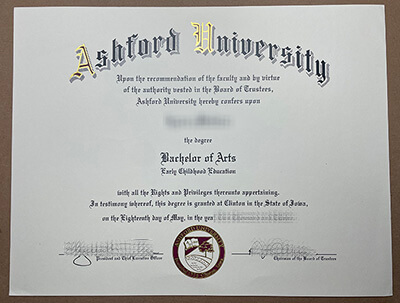 Ashford University
Upon the recommendation of the faculty and by virtue
of the authority vested in the Board of Trustees,
Ashford University hereby confers upon
the degree
Bachelor of Arts
Early Childhood Education
with all the Rights and Privileges thereunto appertaining.
In testimony whereof, this degree is granted at Clinton in the State of Iowa,
on the Eighteenth day of May, in the year
President and Chief Executive Officer
Chairman of the Board of Trustees
ASHFORD UNIVERSITY